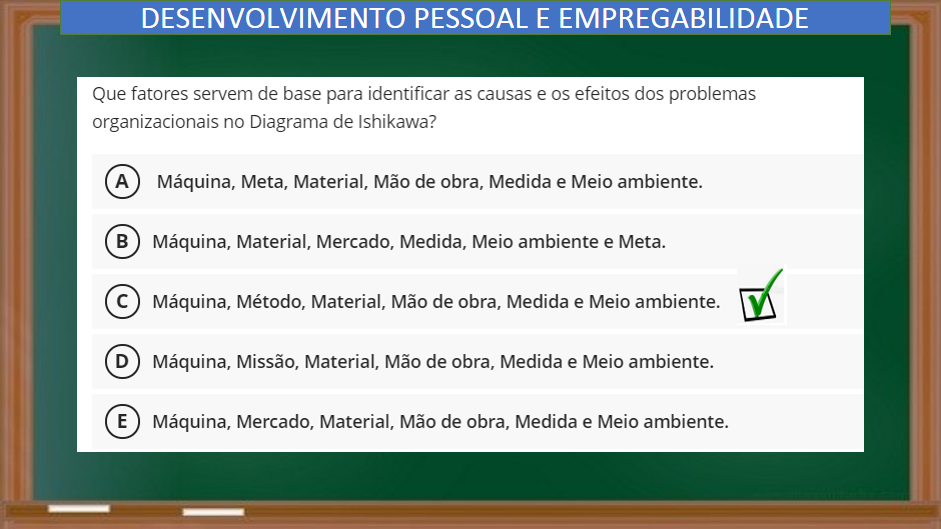 DESENVOLVIMENTO PESSOAL E EMPREGABILIDADE
Que fatores servem de base para identificar as causas e os efeitos dos problemas
organizacionais no Diagrama de Ishikawa?
A Máquina, Meta, Material, Mão de obra, Medida e Meio ambiente.
B Máquina, Material, Mercado, Medida, Meio ambiente e Meta.
C Máquina, Método, Material, Mão de obra, Medida e Meio ambiente.
D Máquina, Missão, Material, Mão de obra, Medida e Meio ambiente.
E Máquina, Mercado, Material, Mão de obra, Medida e Meio ambiente.